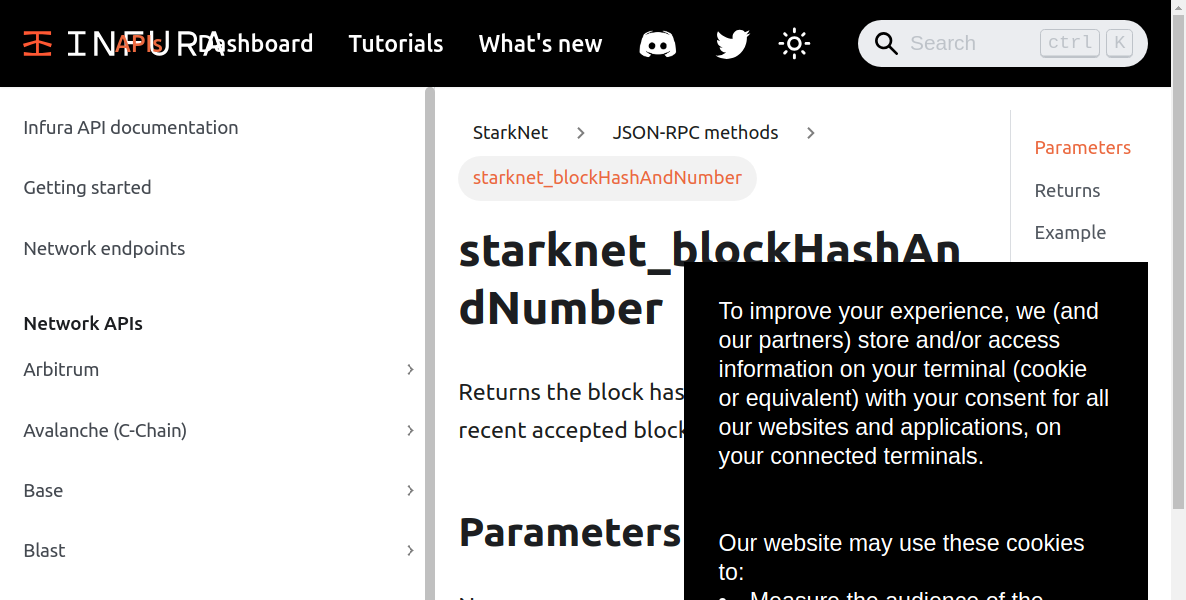 INFURA APIs Dashboard Tutorials What's new Search ctrl K
Infura API documentation
Getting started
Network endpoints
Network APIs
Arbitrum
Avalanche (C-Chain)
Base
Blast
StarkNet JSON-RPC methods
starknet_blockHashAndNumber
starknet_blockHashAn
dNumber
Returns the block has
recent accepted block
Parameters
Parameters
Returns
Example
To improve your experience, we (and
our partners) store and/or access
information on your terminal (cookie
or equivalent) with your consent for all
our websites and applications, on
your connected terminals.
Our website may use these cookies
to:
• Measure the audience of the